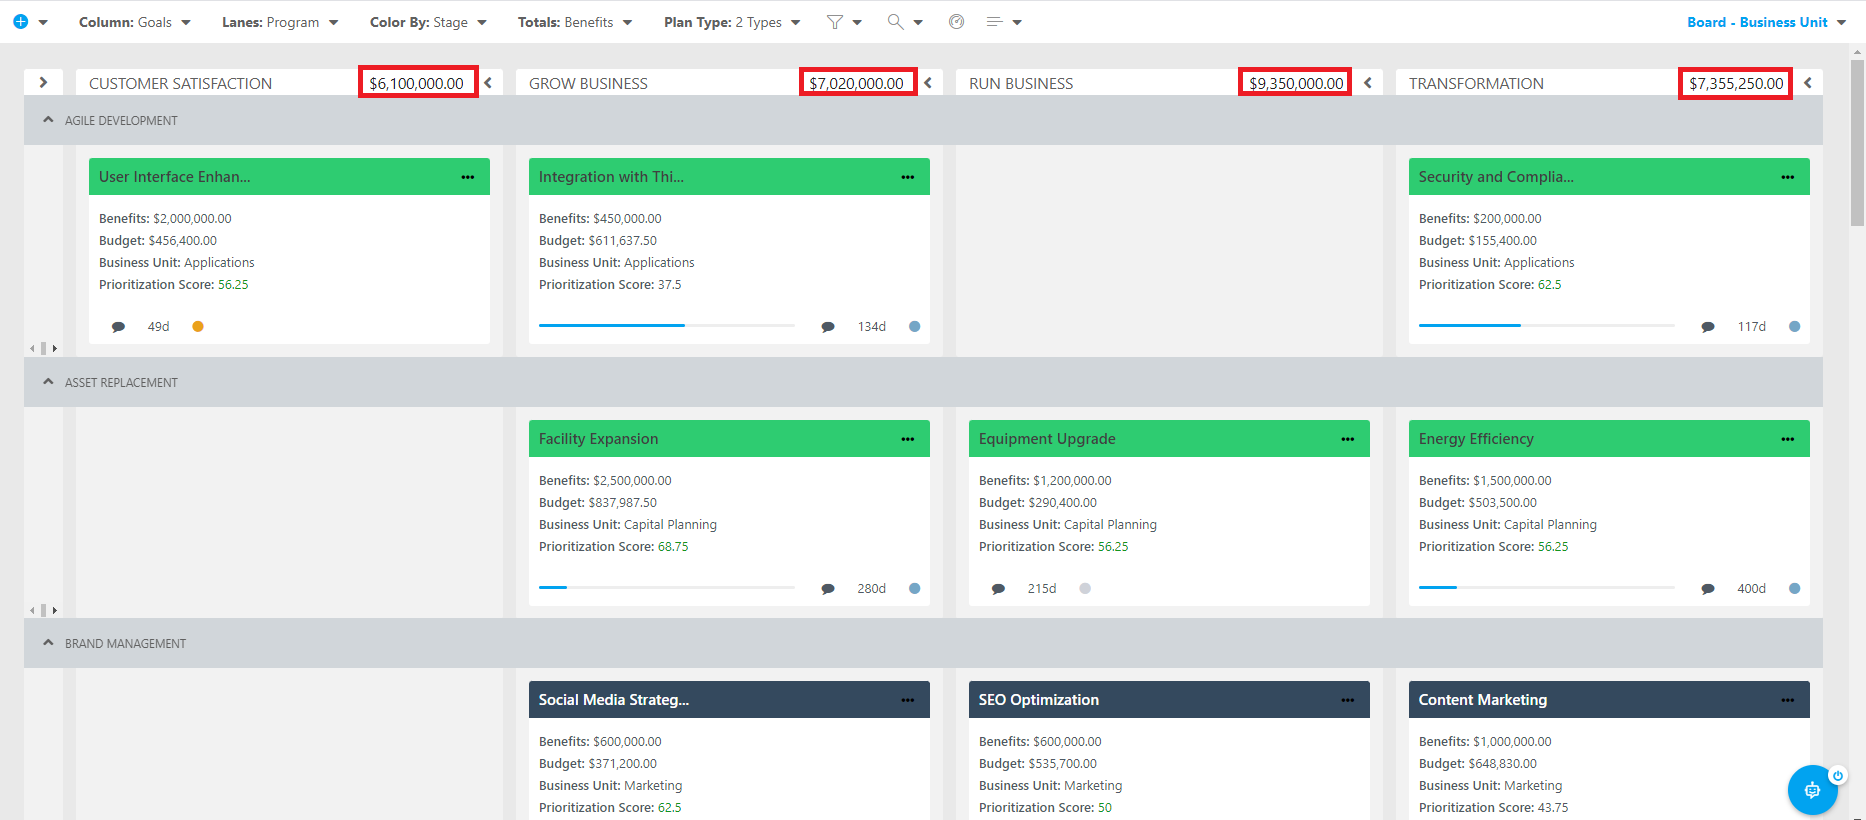 Column: Goals Lanes: Program Color By: Stage Totals: Benefits Plan Type: 2 Types Board - Business Unit
CUSTOMER SATISFACTION $6,100,000.00 GROW BUSINESS $7,020,000.00 RUN BUSINESS $9,350,000.00 TRANSFORMATION $7,355,250.00
AGILE DEVELOPMENT
User Interface Enhan...
Benefits: $2,000,000.00
Budget: $456,400.00
Business Unit: Applications
Prioritization Score: 56.25
49d
Integration with Thi...
Benefits: $450,000.00
Budget: $611,637.50
Business Unit: Applications
Prioritization Score: 37.5
134d
Security and Complia...
Benefits: $200,000.00
Budget: $155,400.00
Business Unit: Applications
Prioritization Score: 62.5
117d
ASSET REPLACEMENT
Facility Expansion
Benefits: $2,500,000.00
Budget: $837,987.50
Business Unit: Capital Planning
Prioritization Score: 68.75
280d
Equipment Upgrade
Benefits: $1,200,000.00
Budget: $290,400.00
Business Unit: Capital Planning
Prioritization Score: 56.25
215d
Energy Efficiency
Benefits: $1,500,000.00
Budget: $503,500.00
Business Unit: Capital Planning
Prioritization Score: 56.25
400d
BRAND MANAGEMENT
Social Media Strateg...
Benefits: $600,000.00
Budget: $371,200.00
Business Unit: Marketing
Prioritization Score: 62.5
SEO Optimization
Benefits: $600,000.00
Budget: $535,700.00
Business Unit: Marketing
Prioritization Score: 50
Content Marketing
Benefits: $1,000,000.00
Budget: $648,830.00
Business Unit: Marketing
Prioritization Score: 43.75